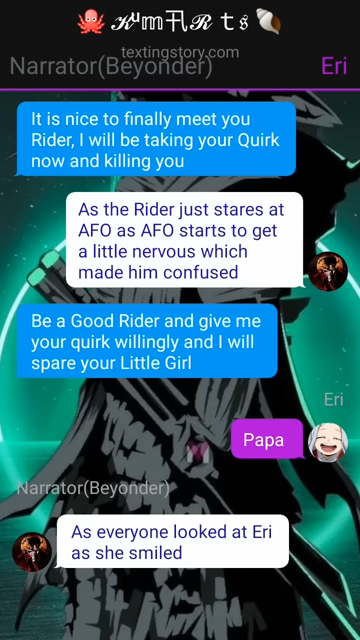 🐙 𝓚ᵘ𝕞卂𝓡 𝕥𝔰 🐚
textingstory.com
Narrator(Beyonder)
Eri
It is nice to finally meet you
Rider, I will be taking your Quirk
now and killing you
As the Rider just stares at
AFO as AFO starts to get
a little nervous which
made him confused
Be a Good Rider and give me
your quirk willingly and I will
spare your Little Girl
Eri
Papa
Narrator(Beyonder)
As everyone looked at Eri
as she smiled